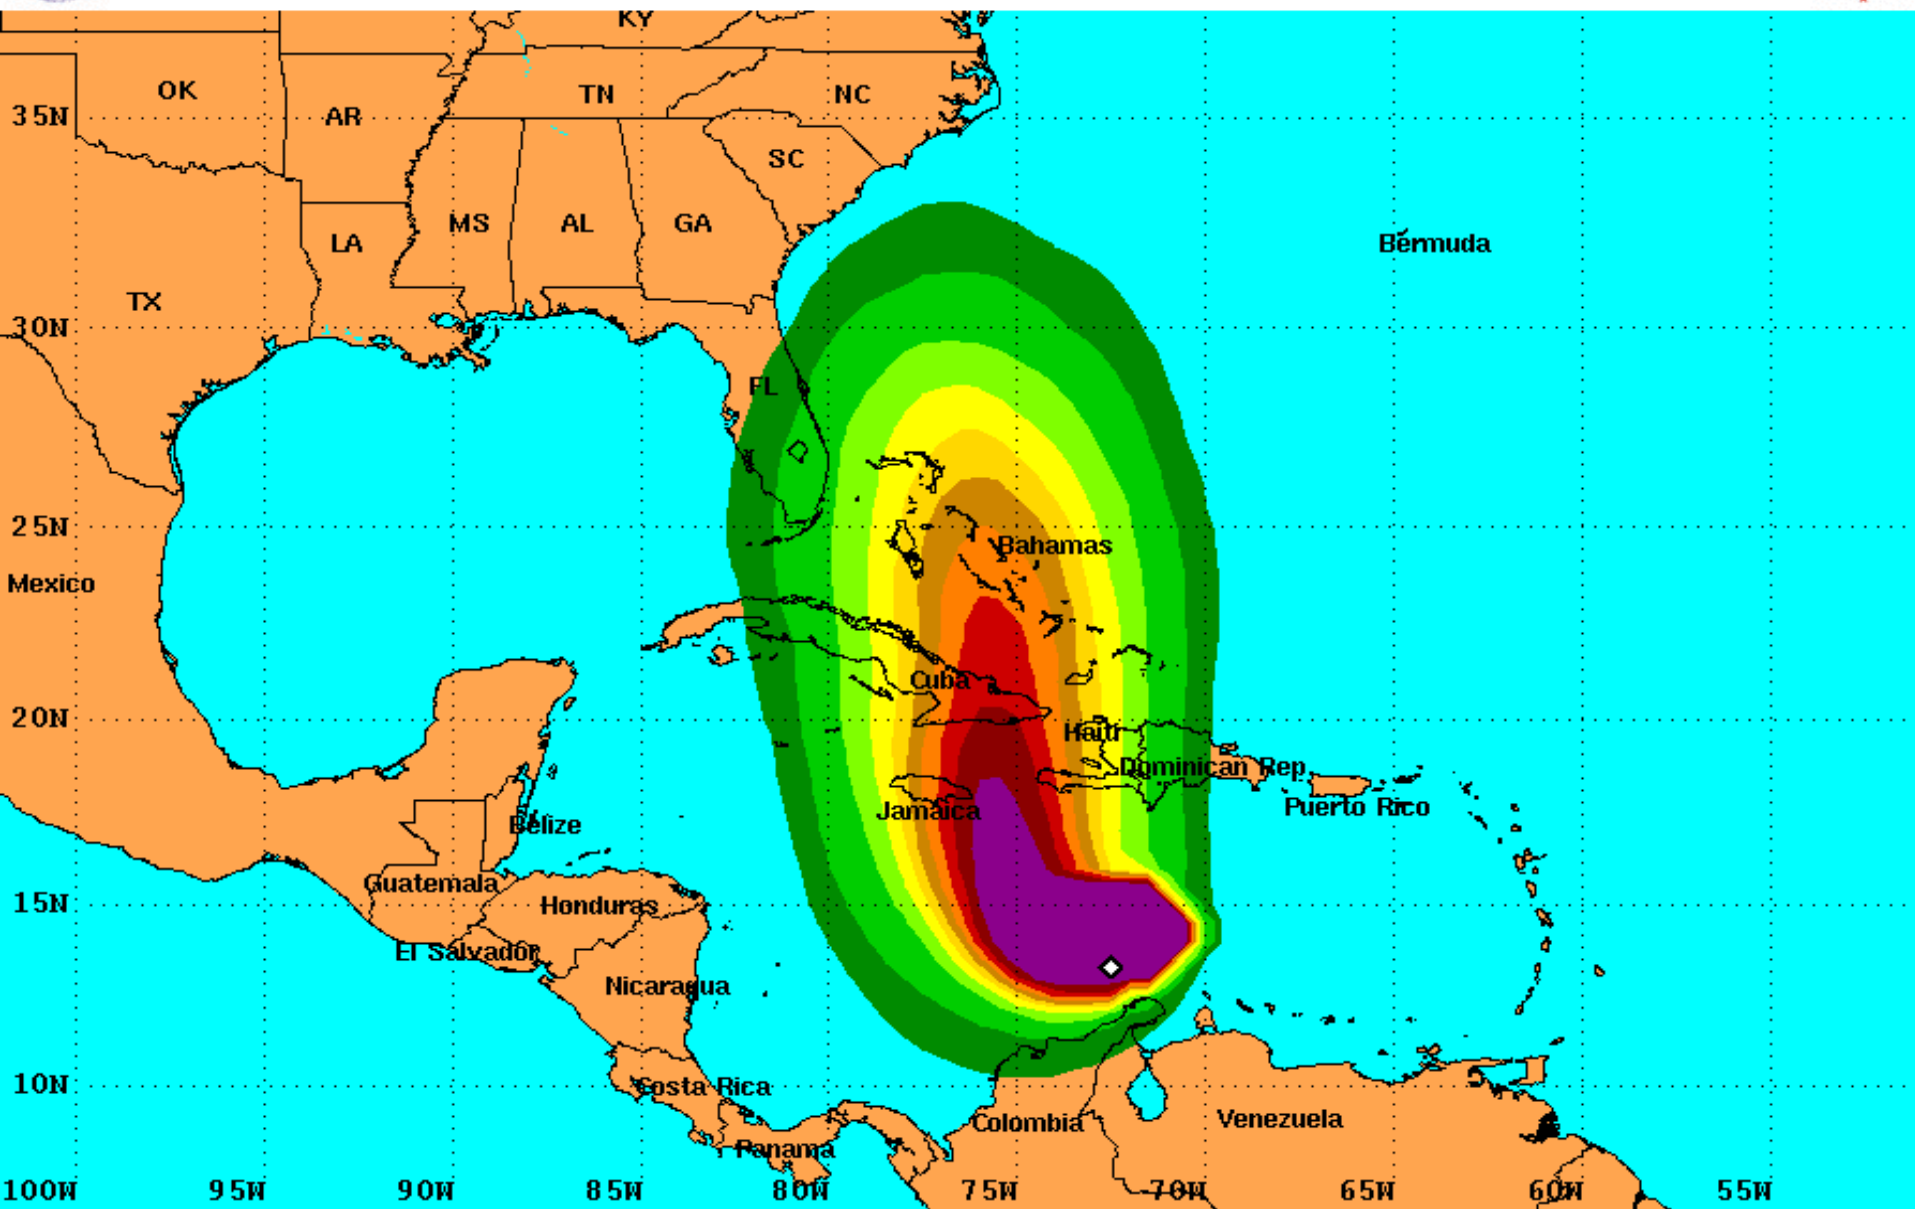 KY
OK
TN
NC
35N
AR
SC
MS
AL
GA
LA
Bermuda
TX
30N
FL
25N
Bahamas
Mexico
Cuba
20N
Haiti
Dominican Rep
Puerto Rico
Jamaica
Belize
Guatemala
15N
Honduras
El Salvador
Nicaragua
10N
Costa Rica
Colombia
Venezuela
Panama
100W 95W 90W 85W 80W 75W 70W 65W 60W 55W